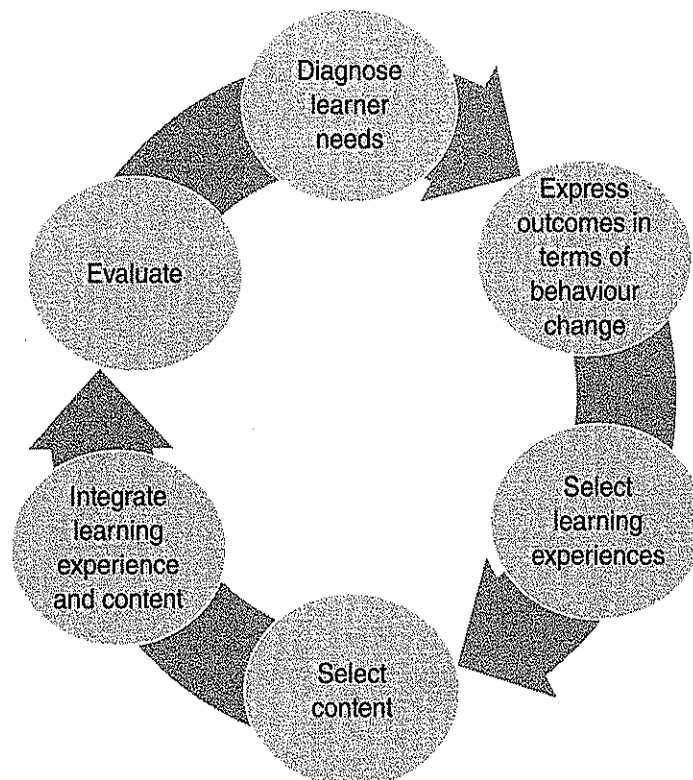 Diagnose
learner
needs
Express
outcomes in
terms of
behaviour
change
Select
learning
experiences
Select
content
Integrate
learning
experience
and content
Evaluate